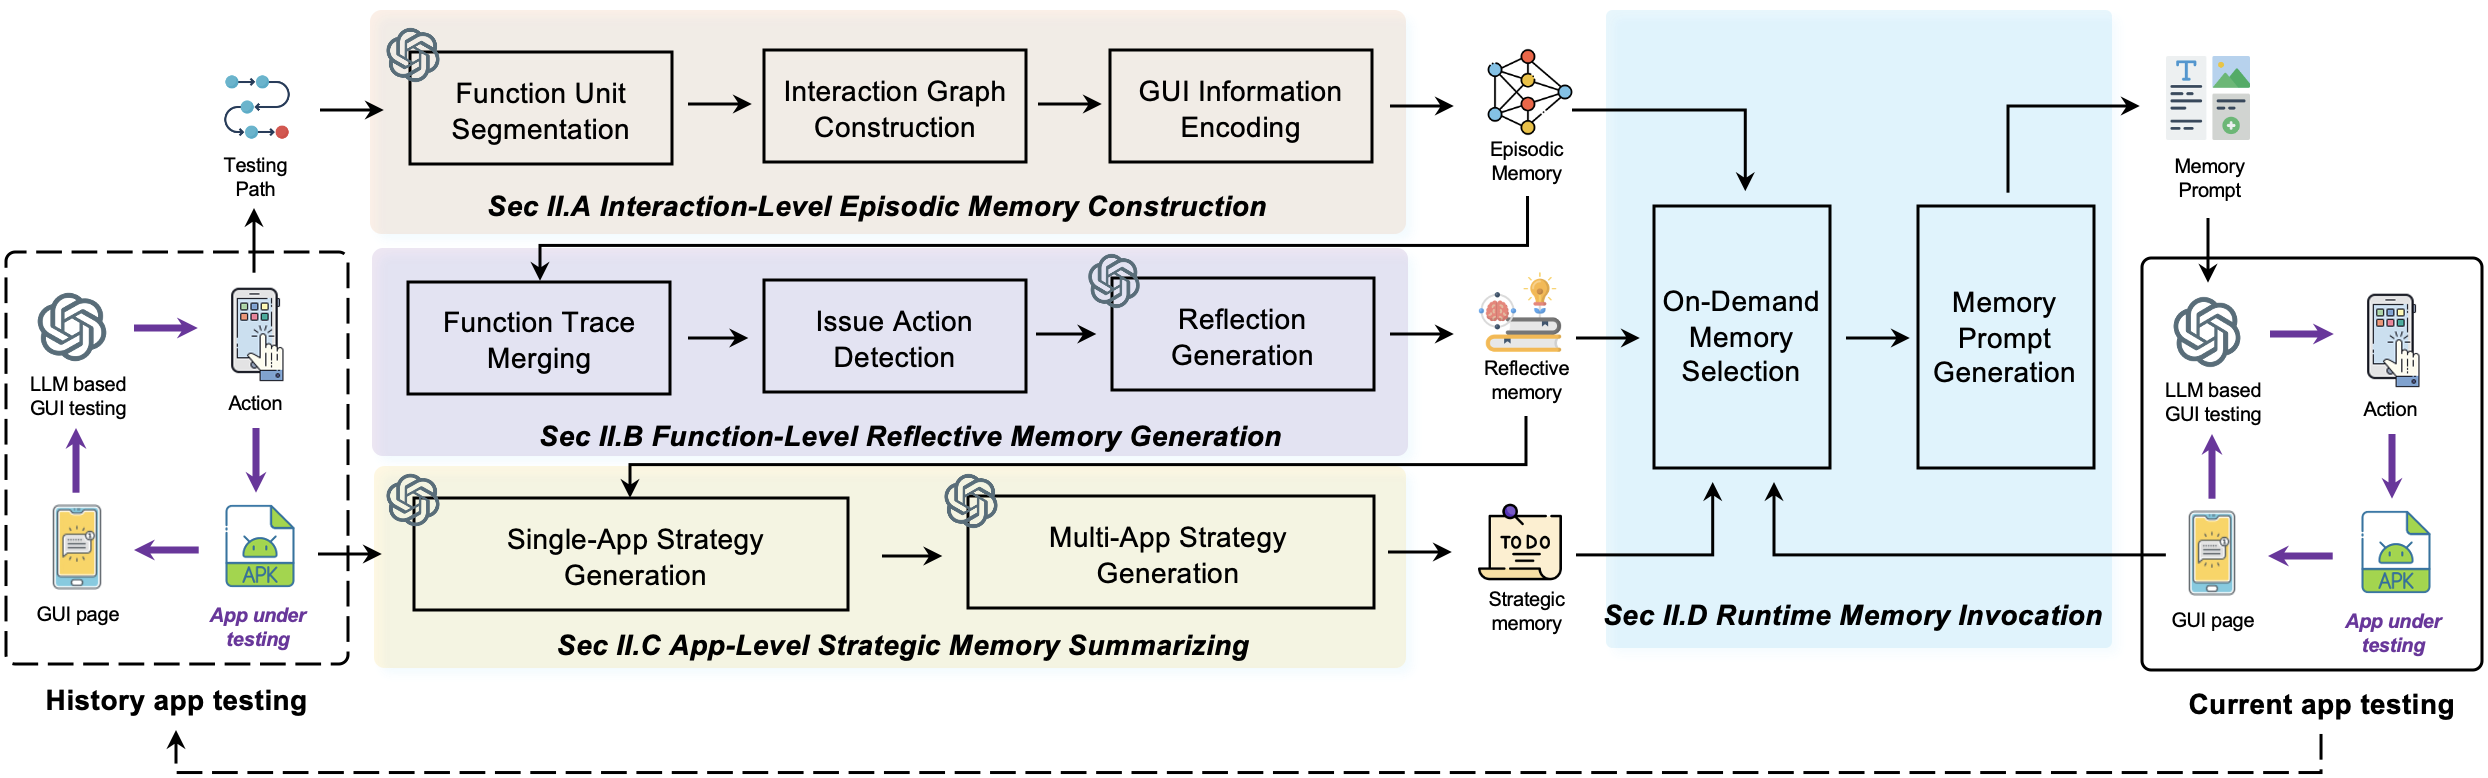 Testing
Path
Function Unit
Segmentation
Interaction Graph
Construction
GUI Information
Encoding
Sec II.A Interaction-Level Episodic Memory Construction
Episodic
Memory
Memory
Prompt
LLM based
GUI testing
Action
GUI page
APK
App under
testing
History app testing
Function Trace
Merging
Issue Action
Detection
Reflection
Generation
Sec II.B Function-Level Reflective Memory Generation
Reflective
memory
Single-App Strategy
Generation
Multi-App Strategy
Generation
Sec II.C App-Level Strategic Memory Summarizing
TO DO
Strategic
memory
On-Demand
Memory
Selection
Memory
Prompt
Generation
Sec II.D Runtime Memory Invocation
T
LLM based
GUI testing
Action
GUI page
APK
App under
testing
Current app testing